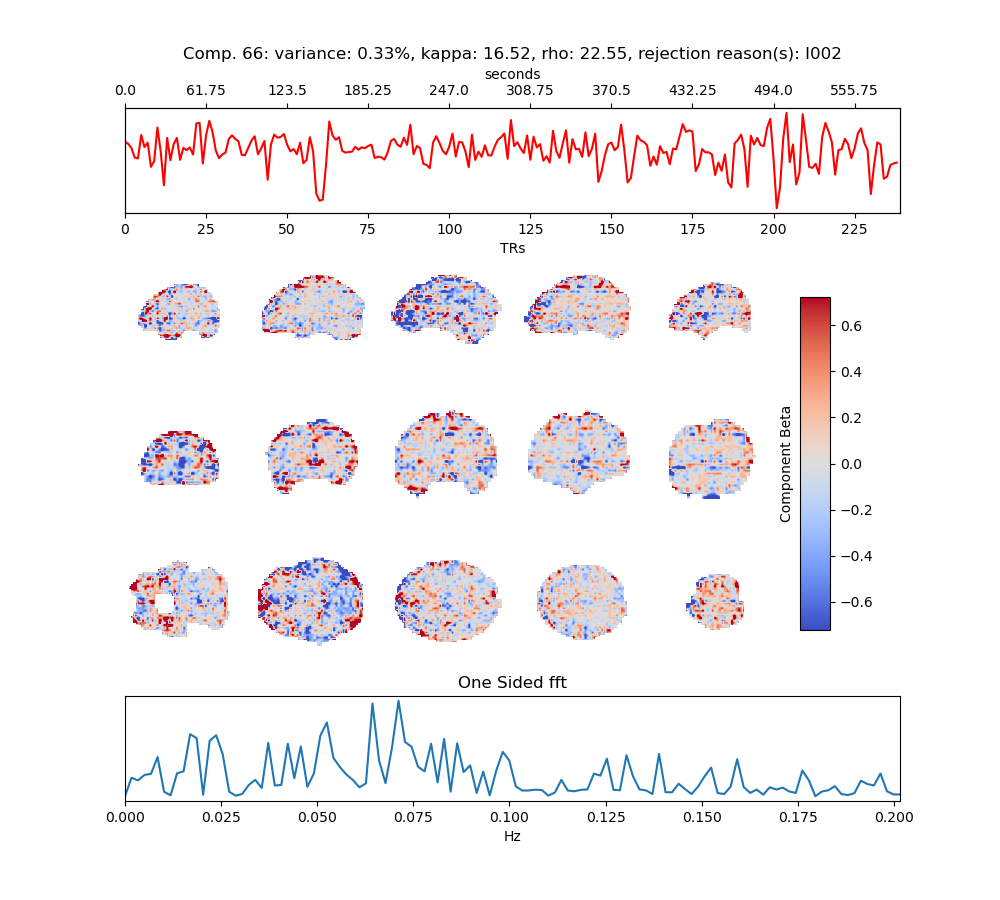 Comp. 66: variance: 0.33%, kappa: 16.52, rho: 22.55, rejection reason(s): I002
seconds
0.0 61.75 123.5 185.25 247.0 308.75 370.5 432.25 494.0 555.75
0 25 50 75 100 125 150 175 200 225
TRs
Component Beta
0.6
0.4
0.2
0.0
−0.2
−0.4
−0.6
One Sided fft
0.000 0.025 0.050 0.075 0.100 0.125 0.150 0.175 0.200
Hz